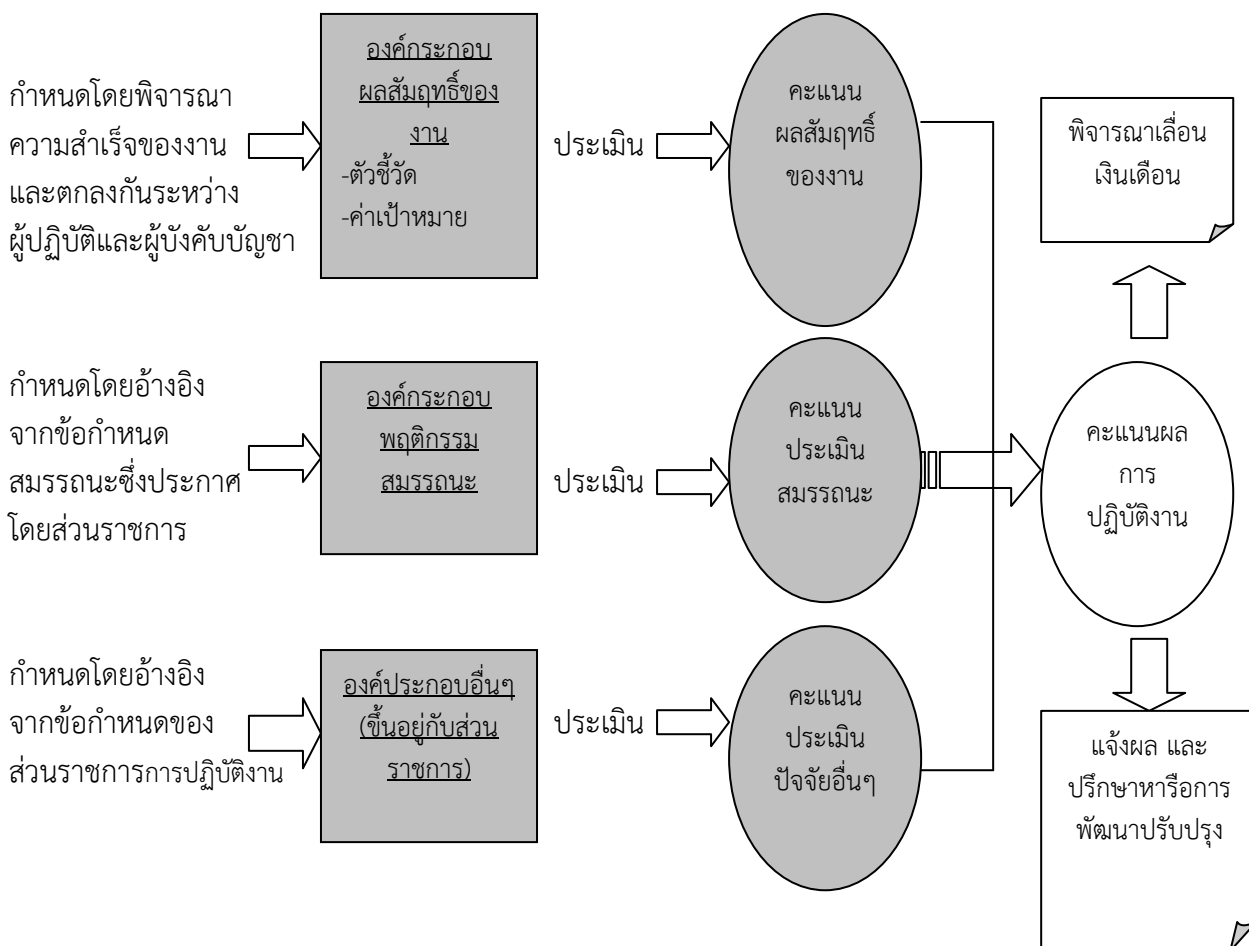 กำหนดโดยพิจารณา
ความสำเร็จของงาน
และตกลงกันระหว่าง
ผู้ปฏิบัติและผู้บังคับบัญชา
องค์กระกอบ
ผลสัมฤทธิ์ของ
งาน
-ตัวชี้วัด
-ค่าเป้าหมาย
ประเมิน
คะแนน
ผลสัมฤทธิ์
ของงาน
พิจารณาเลื่อน
เงินเดือน
กำหนดโดยอ้างอิง
จากข้อกำหนด
สมรรถนะซึ่งประกาศ
โดยส่วนราชการ
องค์กระกอบ
พฤติกรรม
สมรรถนะ
ประเมิน
คะแนน
ประเมิน
สมรรถนะ
คะแนนผล
การ
ปฏิบัติงาน
กำหนดโดยอ้างอิง
จากข้อกำหนดของ
ส่วนราชการการปฏิบัติงาน
องค์ประกอบอื่นๆ
(ขึ้นอยู่กับส่วน
ราชการ)
ประเมิน
คะแนน
ประเมิน
ปัจจัยอื่นๆ
แจ้งผล และ
ปรึกษาหารือการ
พัฒนาปรับปรุง